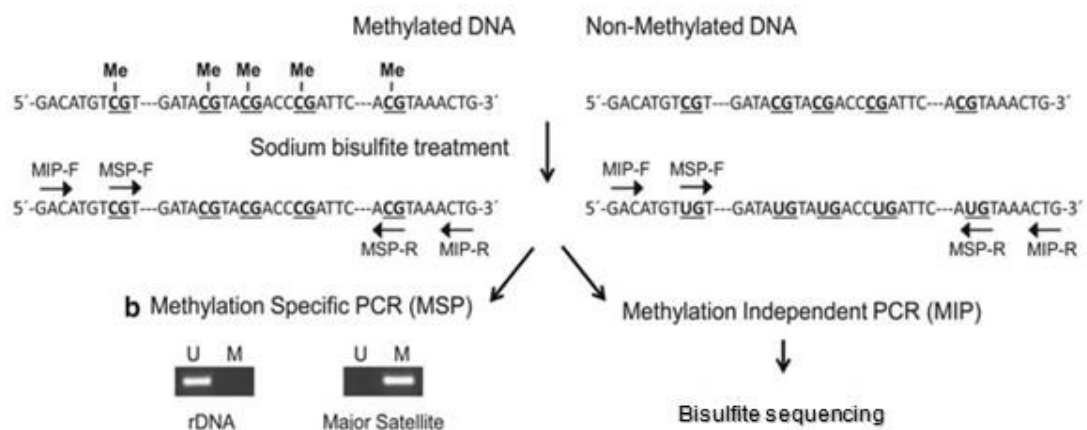 Methylated DNA Non-Methylated DNA
Me Me Me Me Me
5´-GACATGTCGT---GATACGTACGACCCGATTC---ACGTAAACTG-3´ 5´-GACATGTCGT---GATACGTACGACCCGATTC---ACGTAAACTG-3´
Sodium bisulfite treatment
MIP-F MSP-F MIP-F MSP-F
5´-GACATGTCGT---GATACGTACGACCCGATTC---ACGTAAACTG-3´ 5´-GACATGTUGT---GATAUGTAUGACCUGATTC---AUGTAAACTG-3´
MSP-R MIP-R MSP-R MIP-R
b Methylation Specific PCR (MSP) Methylation Independent PCR (MIP)
U M U M
rDNA Major Satellite Bisulfite sequencing